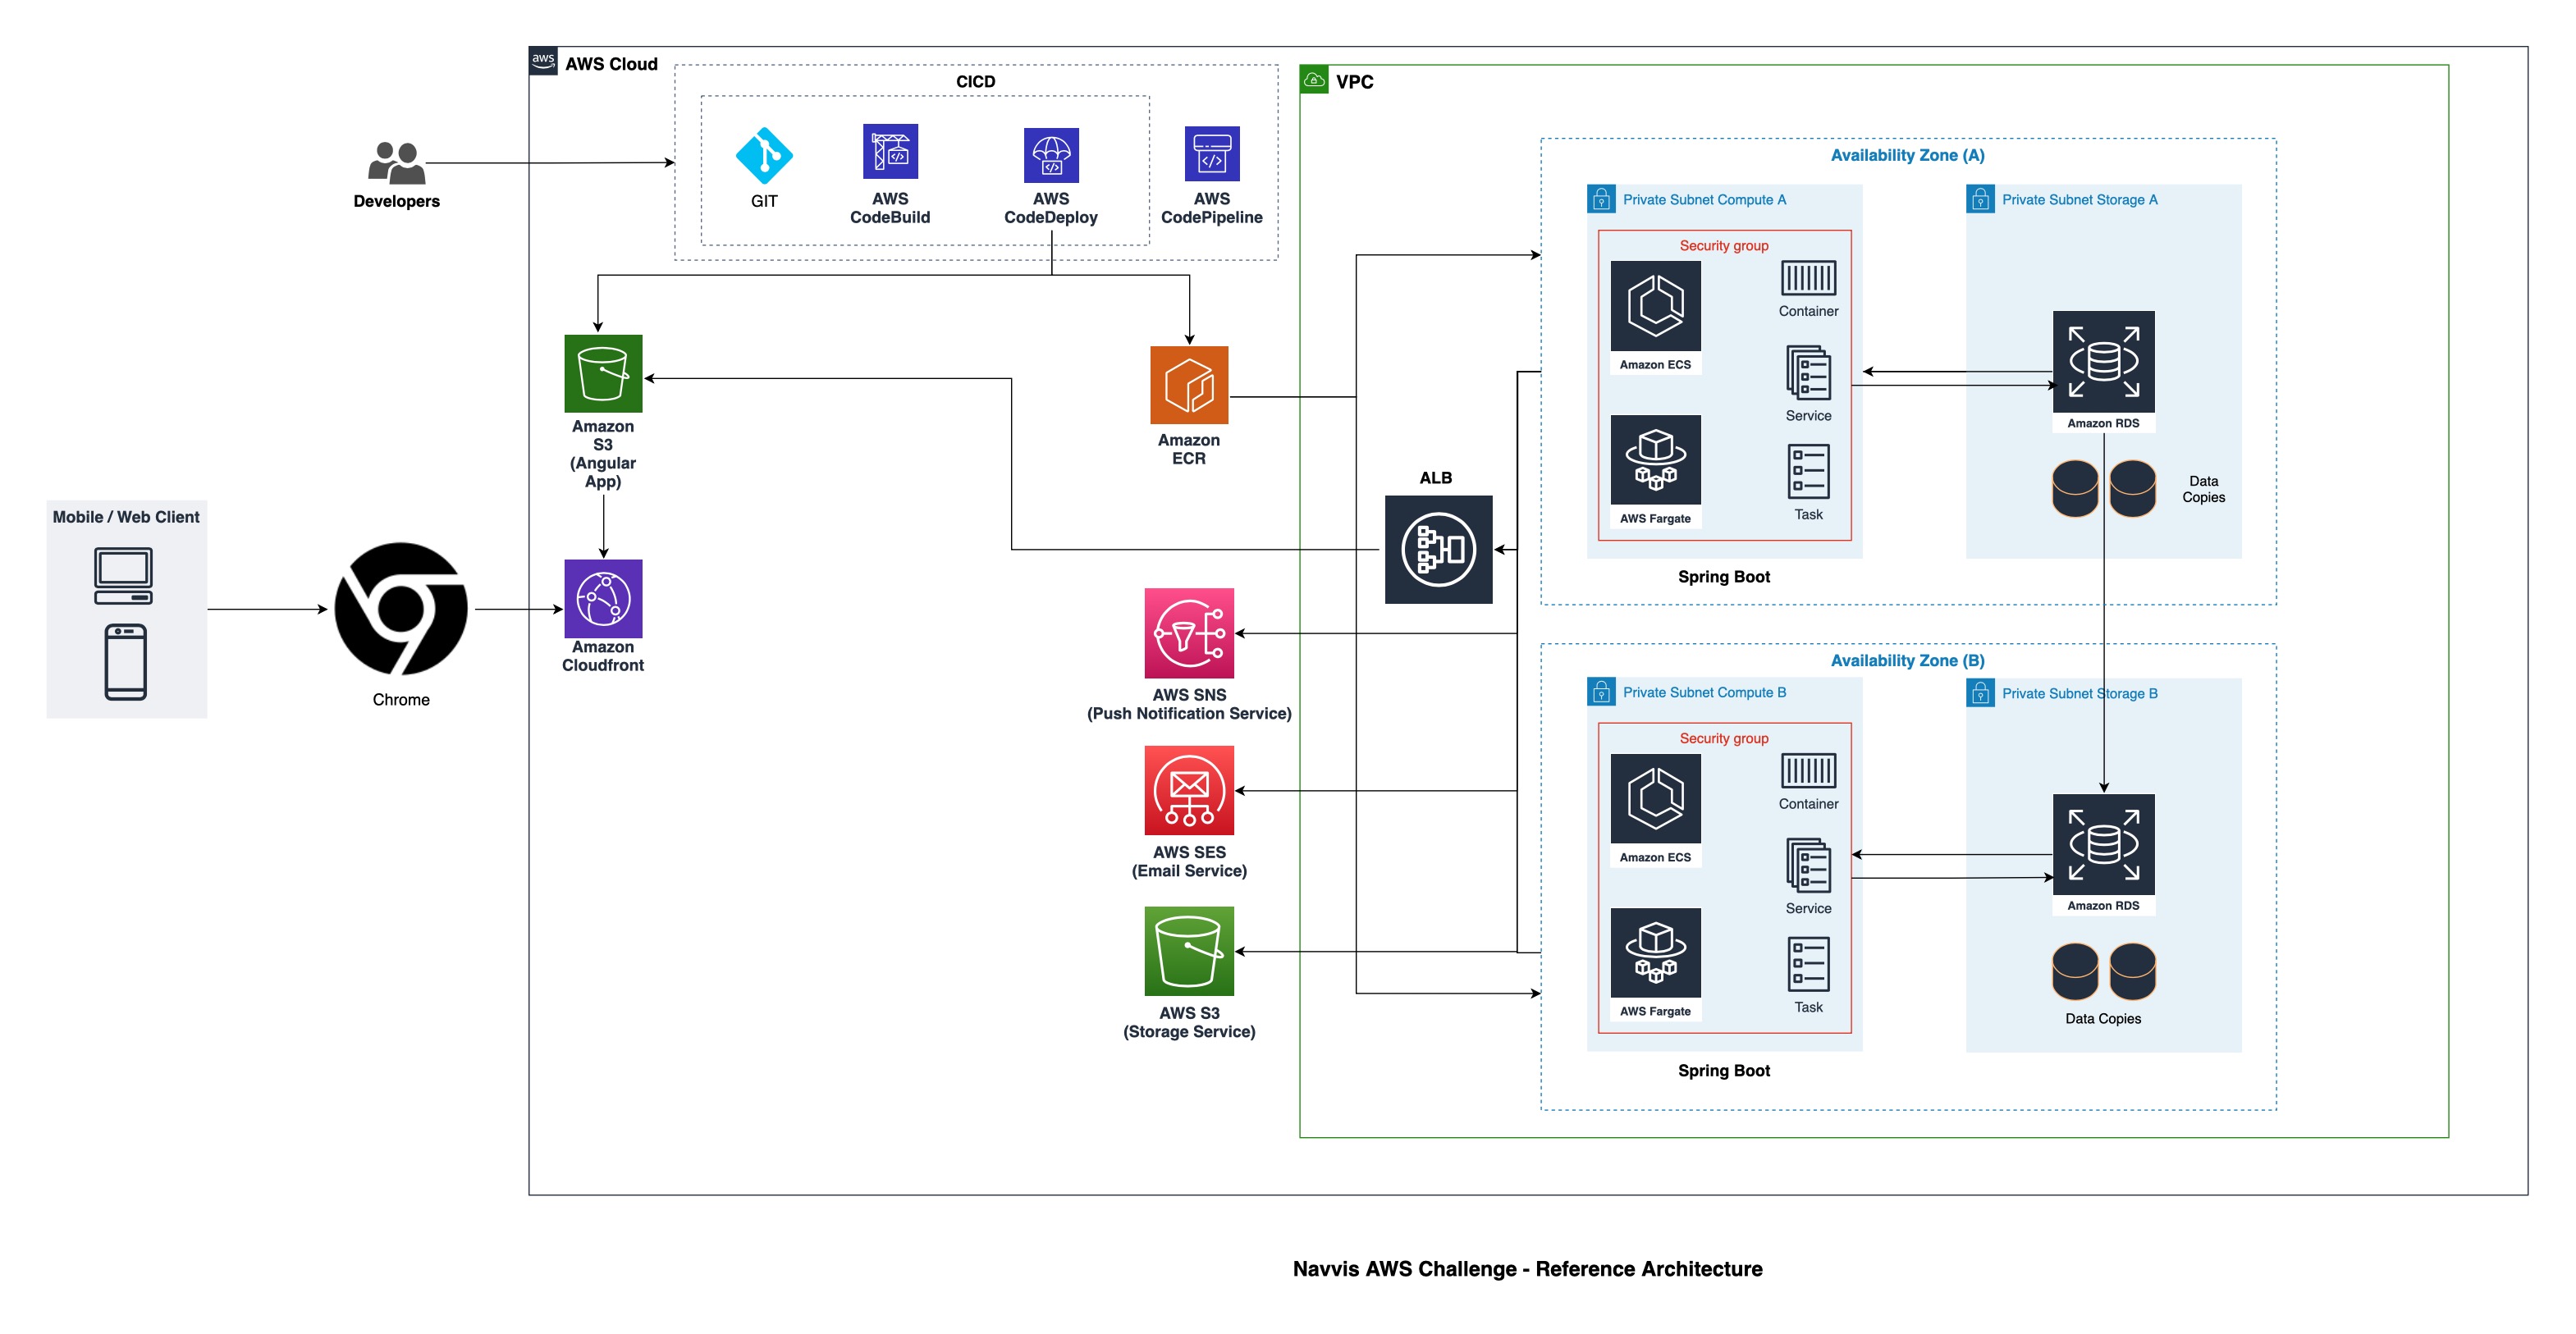 aws
AWS Cloud
CICD
GIT
AWS
CodeBuild
AWS
CodeDeploy
AWS
CodePipeline
Developers
Amazon
S3
(Angular
App)
Amazon
ECR
Mobile / Web Client
Chrome
Amazon
Cloudfront
AWS SNS
(Push Notification Service)
AWS SES
(Email Service)
AWS S3
(Storage Service)
VPC
ALB
Availability Zone (A)
Private Subnet Compute A
Security group
Amazon ECS
Container
Service
AWS Fargate
Task
Spring Boot
Private Subnet Storage A
Amazon RDS
Data
Copies
Availability Zone (B)
Private Subnet Compute B
Security group
Amazon ECS
Container
Service
AWS Fargate
Task
Spring Boot
Private Subnet Storage B
Amazon RDS
Data Copies
Navvis AWS Challenge - Reference Architecture